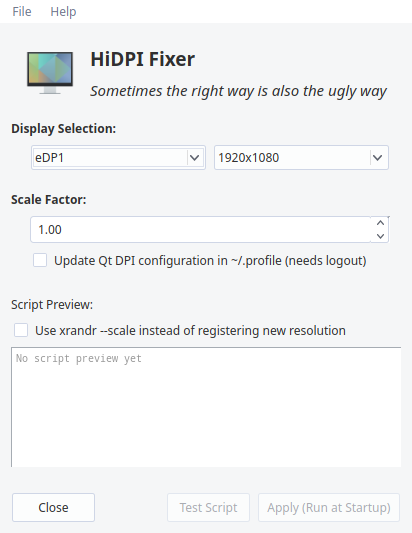 File Help
HiDPI Fixer
Sometimes the right way is also the ugly way
Display Selection:
eDP1 1920x1080
Scale Factor:
1.00
Update Qt DPI configuration in ~/.profile (needs logout)
Script Preview:
Use xrandr --scale instead of registering new resolution
No script preview yet
Close Test Script Apply (Run at Startup)